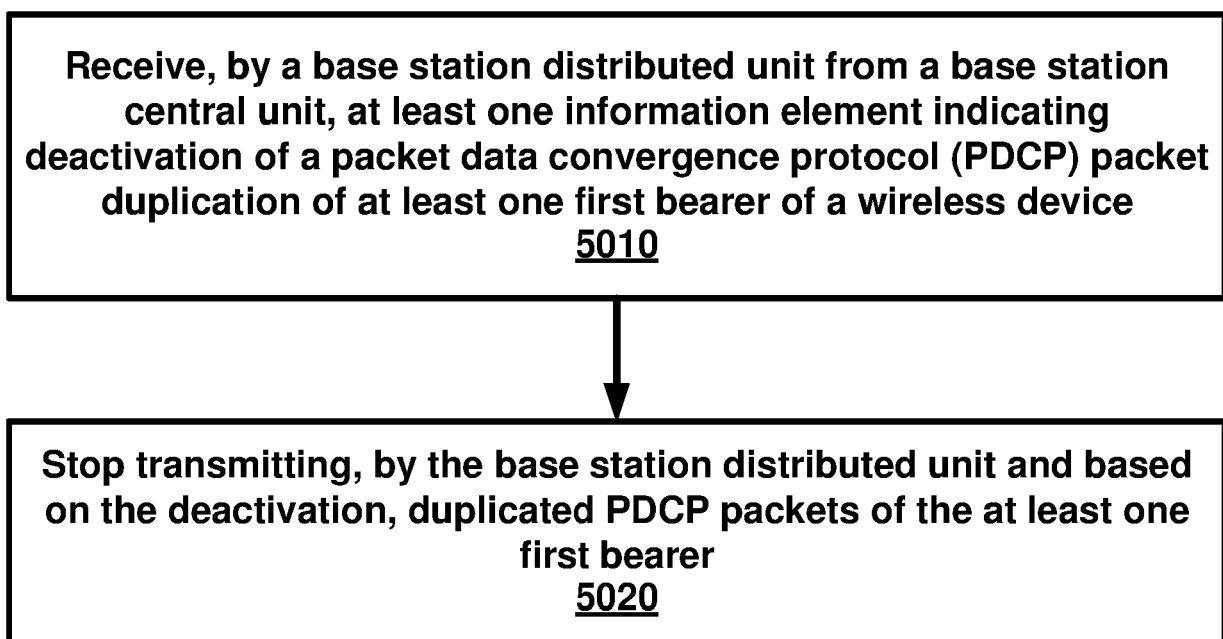 Receive, by a base station distributed unit from a base station
central unit, at least one information element indicating
deactivation of a packet data convergence protocol (PDCP) packet
duplication of at least one first bearer of a wireless device
5010
Stop transmitting, by the base station distributed unit and based
on the deactivation, duplicated PDCP packets of the at least one
first bearer
5020